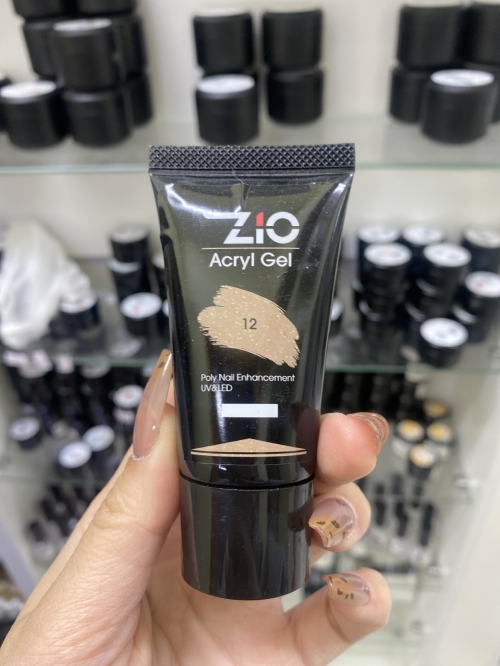 ZIO
Acryl Gel
12
Poly Nail Enhancement
UV&LED